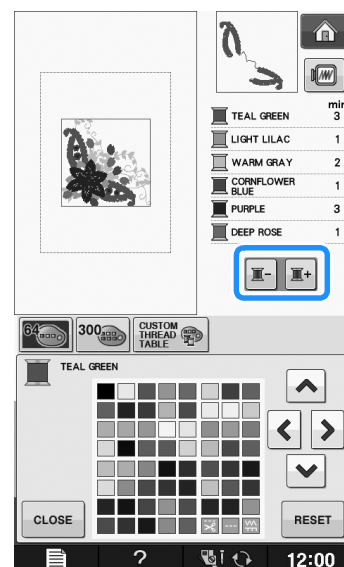 min
TEAL GREEN 3
LIGHT LILAC 1
WARM GRAY 2
CORNFLOWER
BLUE 1
PURPLE 3
DEEP ROSE 1
- +
64 300 CUSTOM
THREAD
TABLE
TEAL GREEN
CLOSE RESET
? 12:00